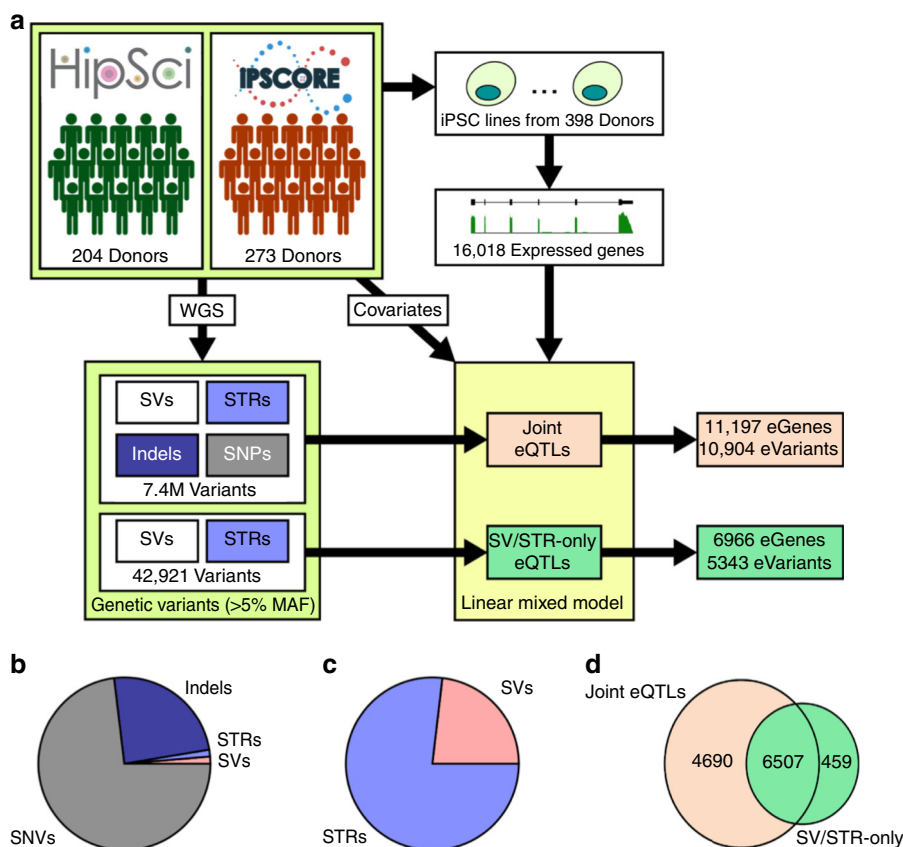 a
HipSci
iPSCORE
204 Donors
273 Donors
...
iPSC lines from 398 Donors
16,018 Expressed genes
WGS
Covariates
SVs
STRs
Indels
SNPs
7.4M Variants
SVs
STRs
42,921 Variants
Genetic variants (>5% MAF)
Joint
eQTLs
SV/STR-only
eQTLs
Linear mixed model
11,197 eGenes
10,904 eVariants
6966 eGenes
5343 eVariants
b
Indels
STRs
SVs
SNVs
c
SVs
STRs
d
Joint eQTLs
4690
6507
459
SV/STR-only